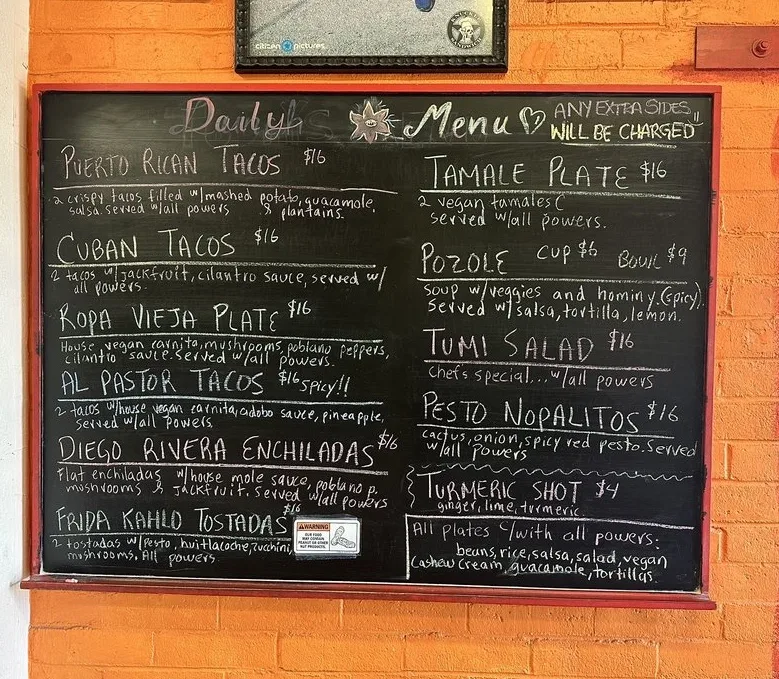 citizen pictures
Daily Menu
ANY EXTRA SIDES
WILL BE CHARGED"
PUERTO RICAN TACOS $16
2 crispy tacos filled w/mashed potato, guacamole,
salsa. served w/all powers & plantains.
CUBAN TACOS $16
2 tacos w/jackfruit, cilantro sauce, served w/
all powers.
ROPA VIEJA PLATE $16
House, vegan carnita, mushrooms, poblano peppers,
cilantro sauce. served w/all powers.
AL PASTOR TACOS $16 spicy!!
2 tacos w/house vegan carnita, adobo sauce, pineapple,
served w/all powers
DIEGO RIVERA ENCHILADAS $16
Flat enchiladas w/house mole sauce, poblano p.
moshrooms & jackfruit. served w/all powers
FRIDA KAHLO TOSTADAS $16
2 tostadas w/pesto, huitlacoche, zucchini,
moshrooms. All powers.
WARNING
OUR FOOD
MAY CONTAIN
PEANUT OR OTHER
NUT PRODUCTS.
TAMALE PLATE $16
2 vegan tamales (
served w/all powers.
POZOLE CUP $6 BOWL $9
soup w/veggies and hominy. (spicy).
Served w/salsa, tortilla, lemon.
TUMI SALAD $16
chefs special... w/all powers
PESTO NOPALITOS $16
cactus, onion, spicy red pesto. Served
w/all powers
TURMERIC SHOT $4
ginger, lime, turmeric
All plates c/with all powers:
beans, rice, salsa, salad, vegan
cashew cream, guacamole, tortillas.